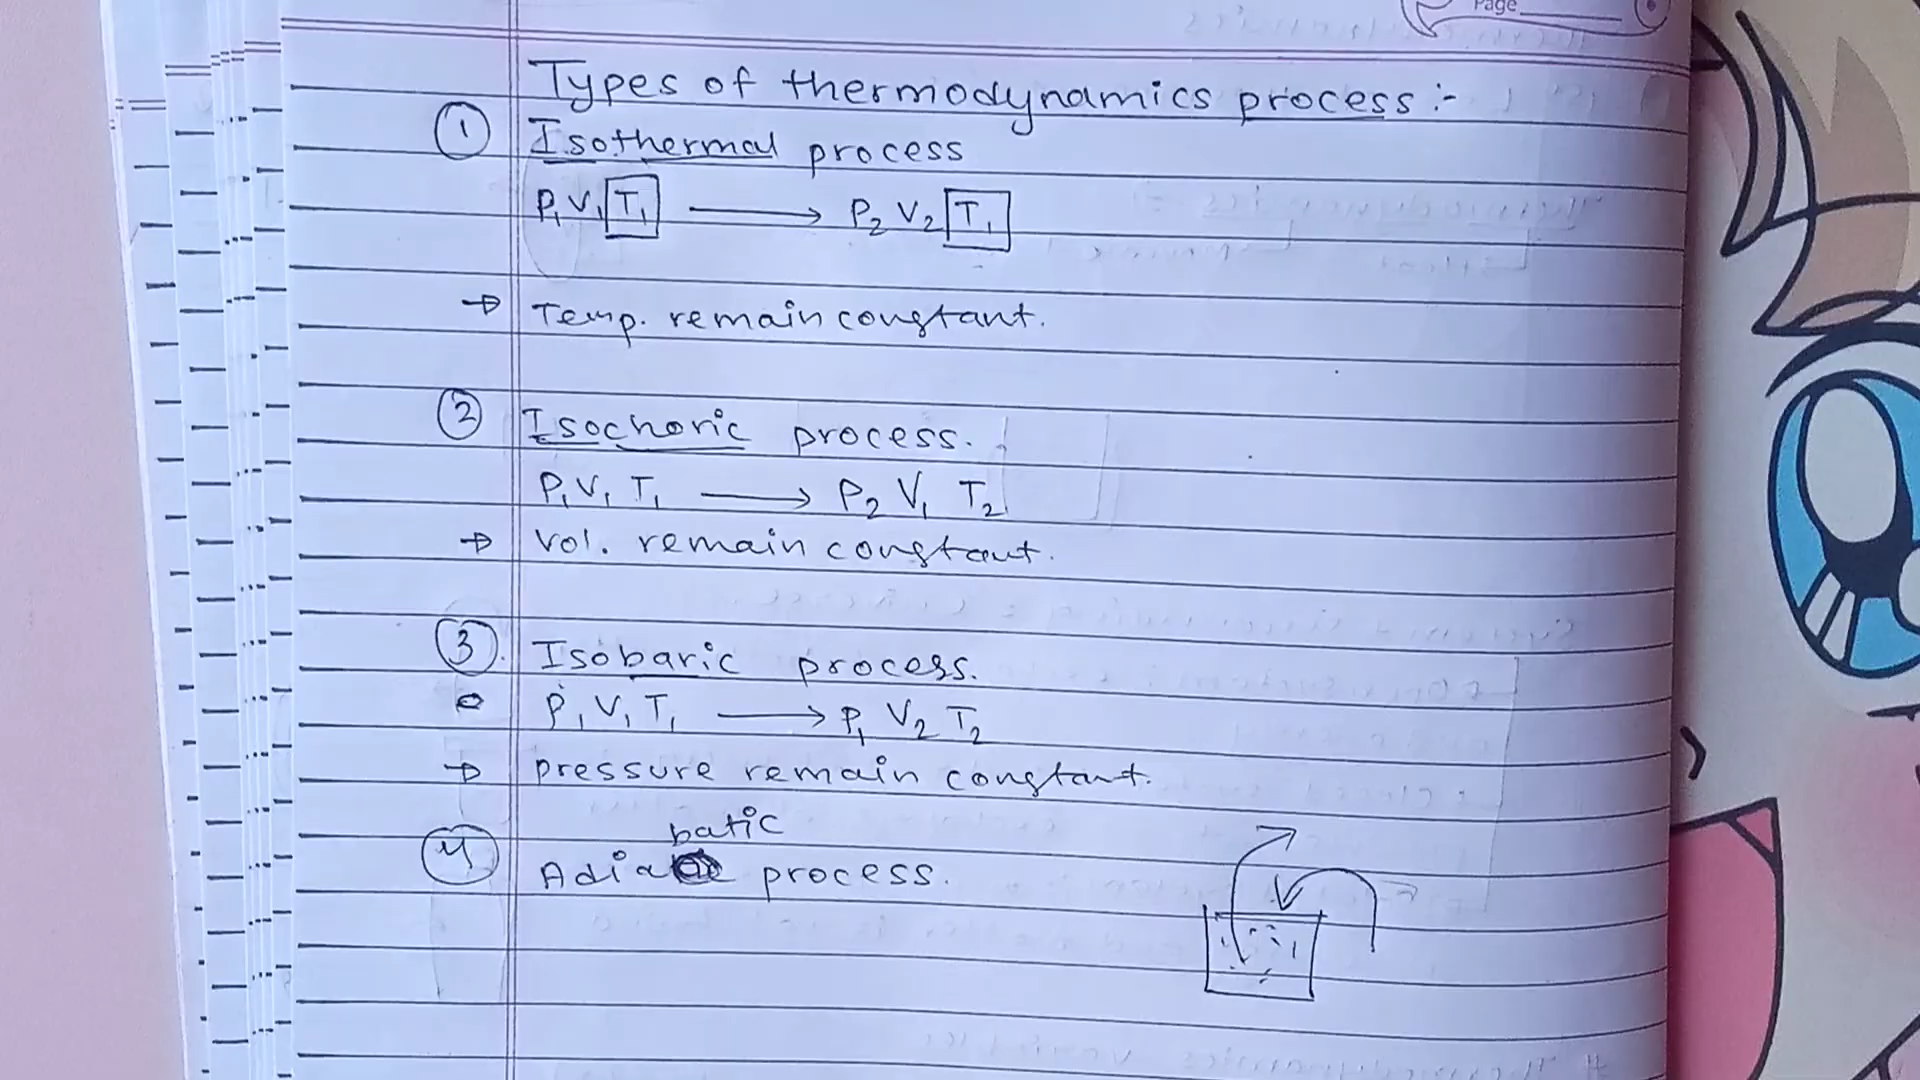 Page
Types of thermodynamics process :-
① Isothermal process
P₁ V₁ T₁ ⟶ P₂ V₂ T₁
→ Temp. remain constant.
② Isochoric process.
P₁ V₁ T₁ ⟶ P₂ V₁ T₂
→ Vol. remain constant.
③. Isobaric process.
P₁ V₁ T₁ ⟶ P₁ V₂ T₂
→ pressure remain constant.
④ Adiabatic process.